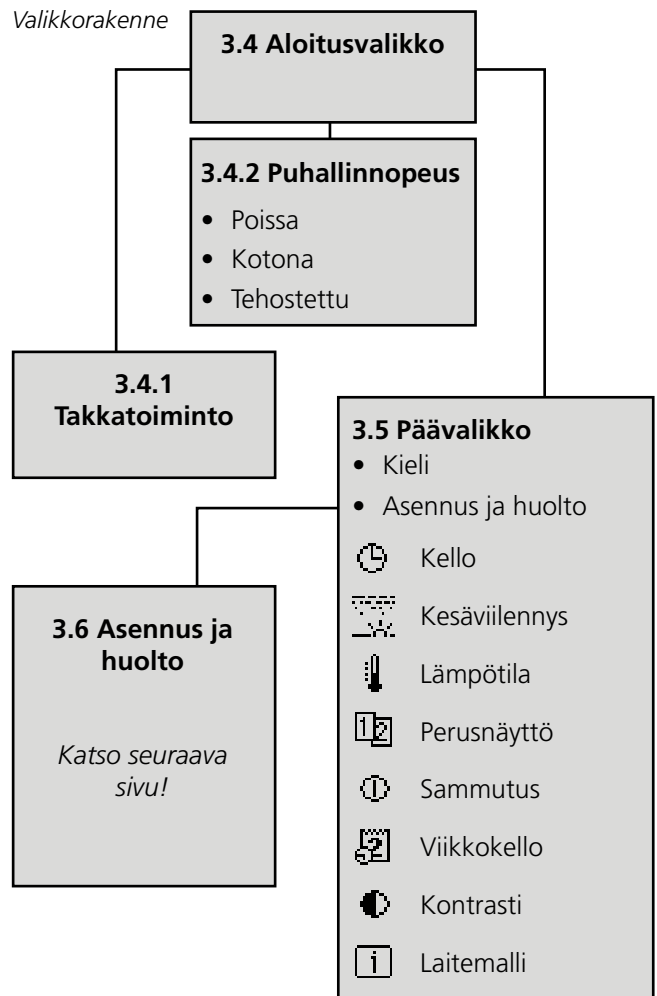 Valikkorakenne
3.4 Aloitusvalikko
3.4.2 Puhallinnopeus
• Poissa
• Kotona
• Tehostettu
3.4.1
Takkatoiminto
3.5 Päävalikko
• Kieli
• Asennus ja huolto
Kello
Kesäviilennys
Lämpötila
12 Perusnäyttö
Sammutus
2 Viikkokello
Kontrasti
i Laitemalli
3.6 Asennus ja
huolto
Katso seuraava
sivu!